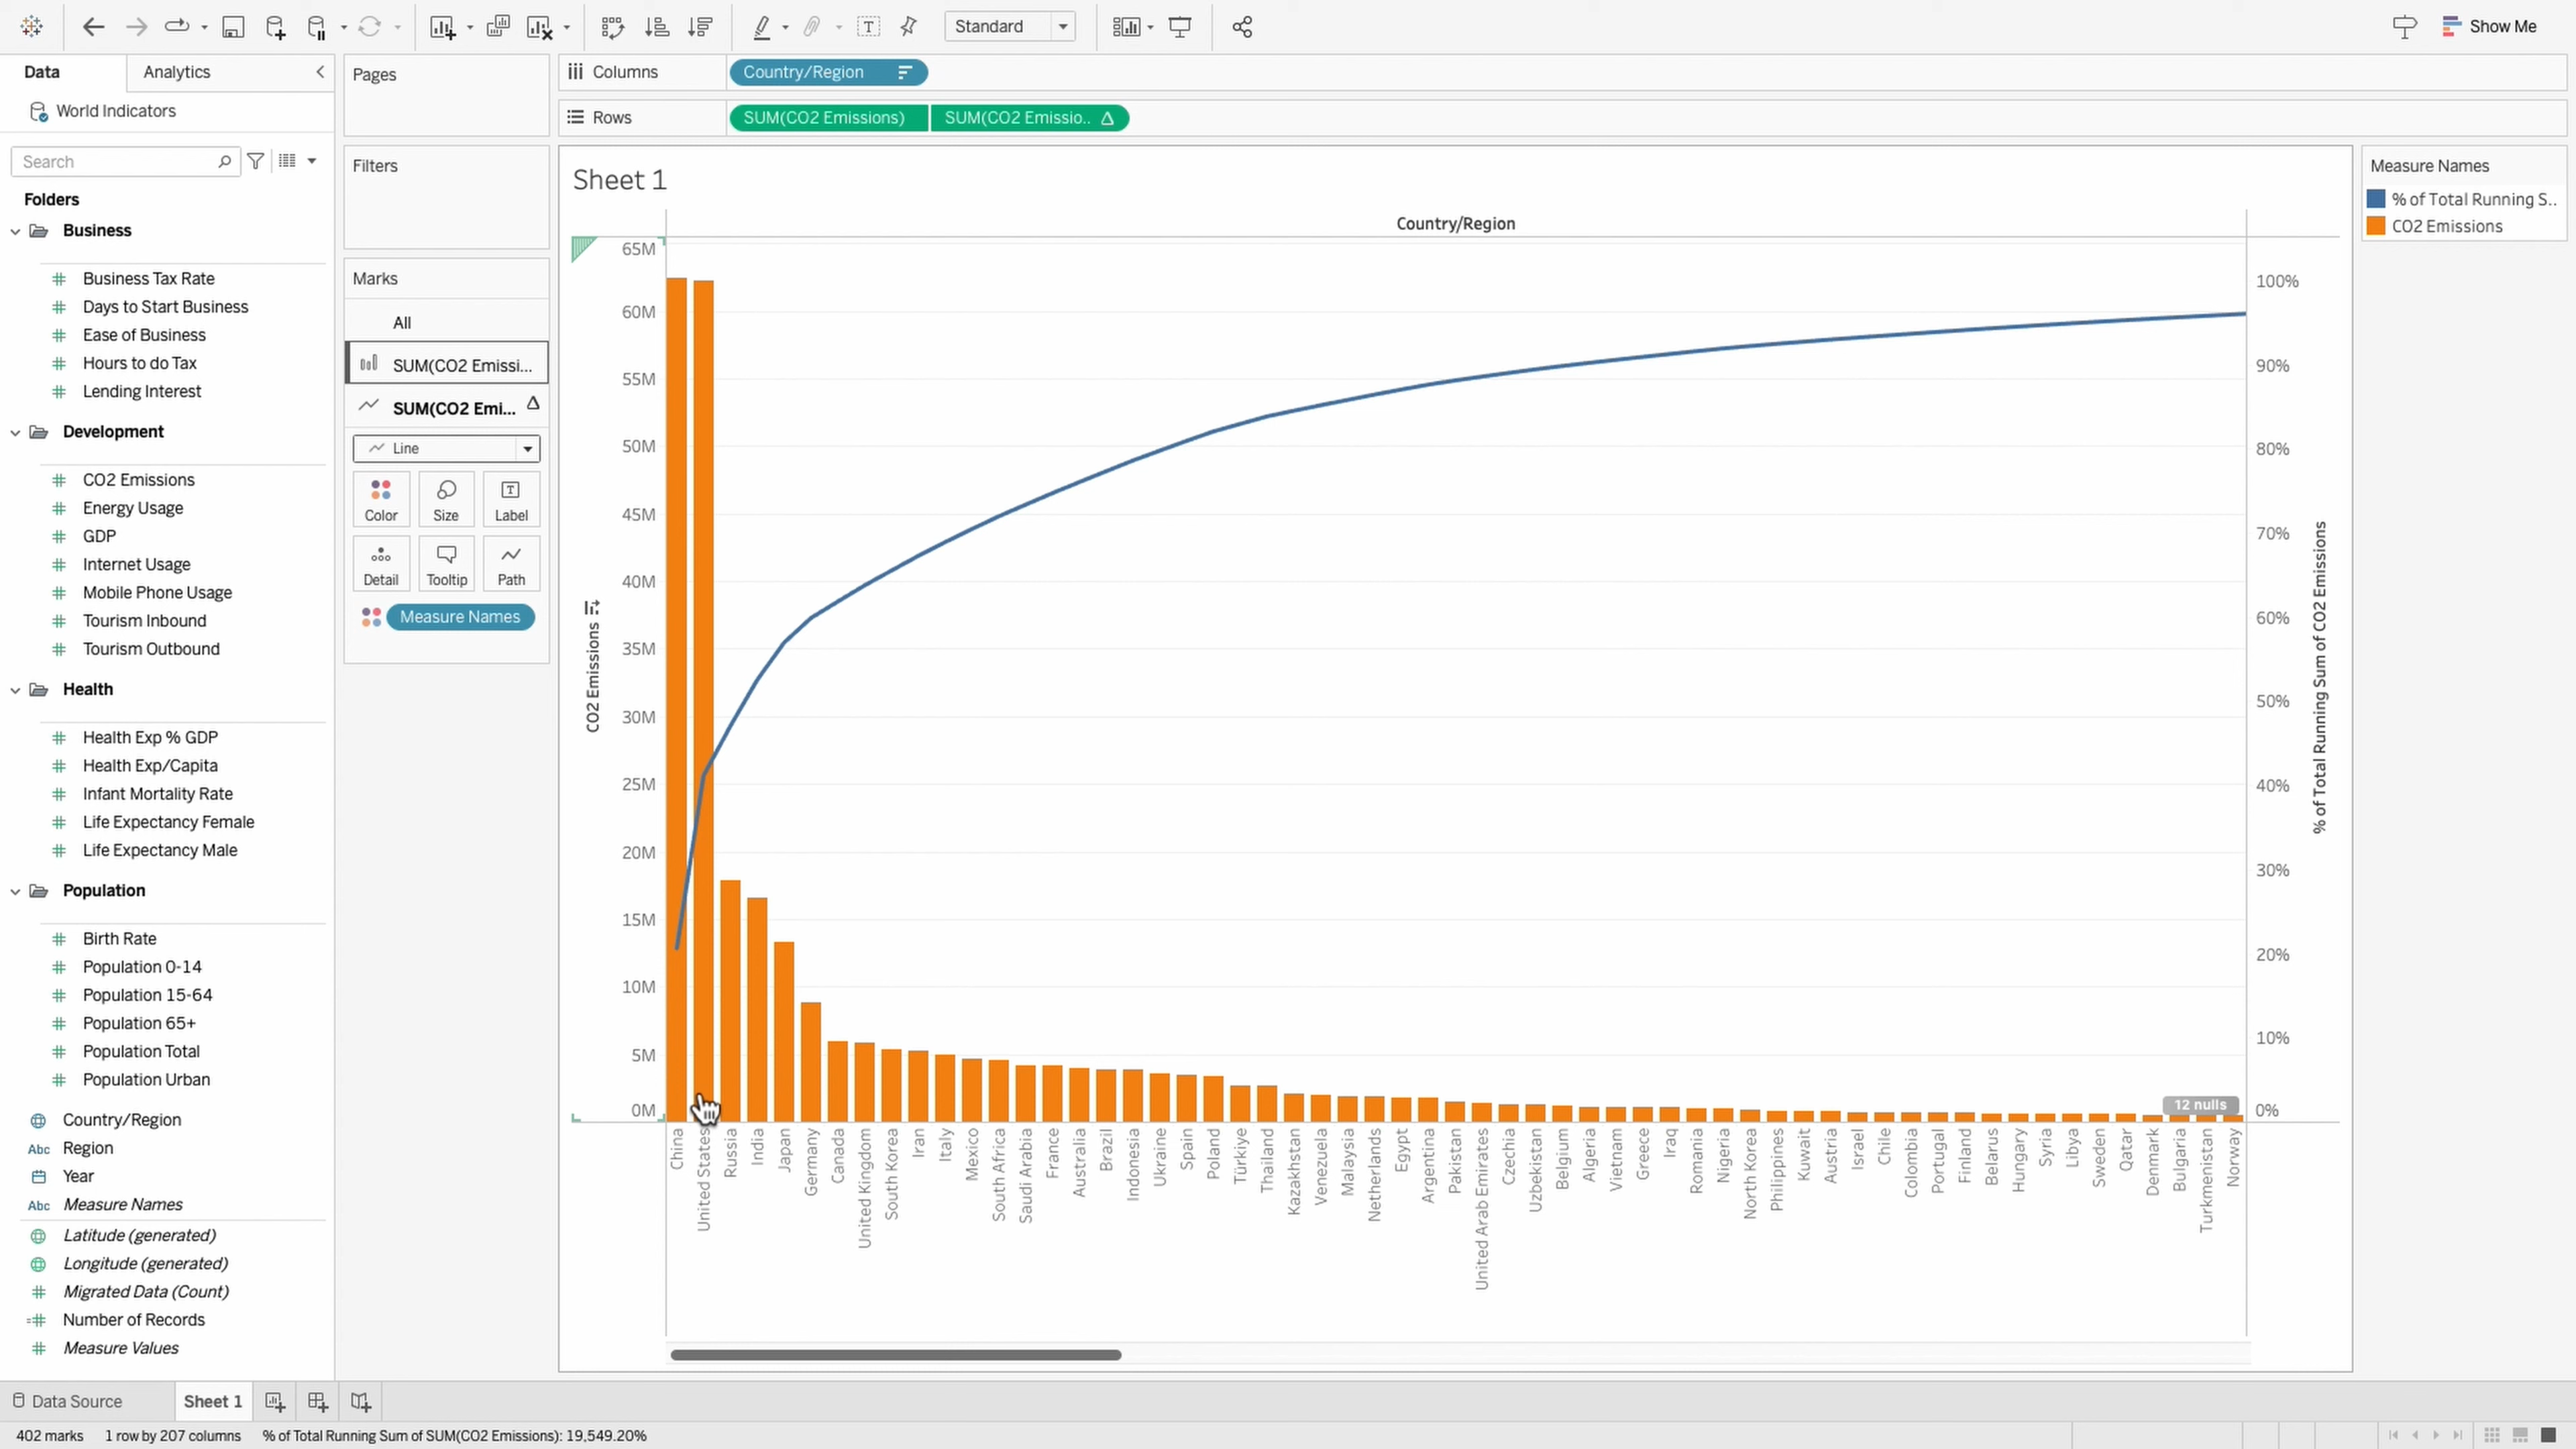 Standard
Show Me
Data
Analytics
World Indicators
Search
Folders
Business
Business Tax Rate
Days to Start Business
Ease of Business
Hours to do Tax
Lending Interest
Development
CO2 Emissions
Energy Usage
GDP
Internet Usage
Mobile Phone Usage
Tourism Inbound
Tourism Outbound
Health
Health Exp % GDP
Health Exp/Capita
Infant Mortality Rate
Life Expectancy Female
Life Expectancy Male
Population
Birth Rate
Population 0-14
Population 15-64
Population 65+
Population Total
Population Urban
Country/Region
Abc Region
Year
Abc Measure Names
Latitude (generated)
Longitude (generated)
Migrated Data (Count)
Number of Records
Measure Values
Pages
Filters
Marks
All
SUM(CO2 Emissi...
SUM(CO2 Emi... Δ
Line
Color
Size
Label
Detail
Tooltip
Path
Measure Names
Columns
Country/Region
Rows
SUM(CO2 Emissions)
SUM(CO2 Emissio.. Δ
Sheet 1
Country/Region
CO2 Emissions
65M
60M
55M
50M
45M
40M
35M
30M
25M
20M
15M
10M
5M
0M
100%
90%
80%
70%
60%
50%
40%
30%
20%
10%
0%
% of Total Running Sum of CO2 Emissions
12 nulls
China
United States
Russia
India
Japan
Germany
Canada
United Kingdom
South Korea
Iran
Italy
Mexico
South Africa
Saudi Arabia
France
Australia
Brazil
Indonesia
Ukraine
Spain
Poland
Türkiye
Thailand
Kazakhstan
Venezuela
Malaysia
Netherlands
Egypt
Argentina
Pakistan
United Arab Emirates
Czechia
Uzbekistan
Belgium
Algeria
Vietnam
Greece
Iraq
Romania
Nigeria
North Korea
Philippines
Kuwait
Austria
Israel
Chile
Colombia
Portugal
Finland
Belarus
Hungary
Syria
Libya
Sweden
Qatar
Denmark
Bulgaria
Turkmenistan
Norway
Measure Names
% of Total Running S..
CO2 Emissions
Data Source
Sheet 1
402 marks
1 row by 207 columns
% of Total Running Sum of SUM(CO2 Emissions): 19,549.20%